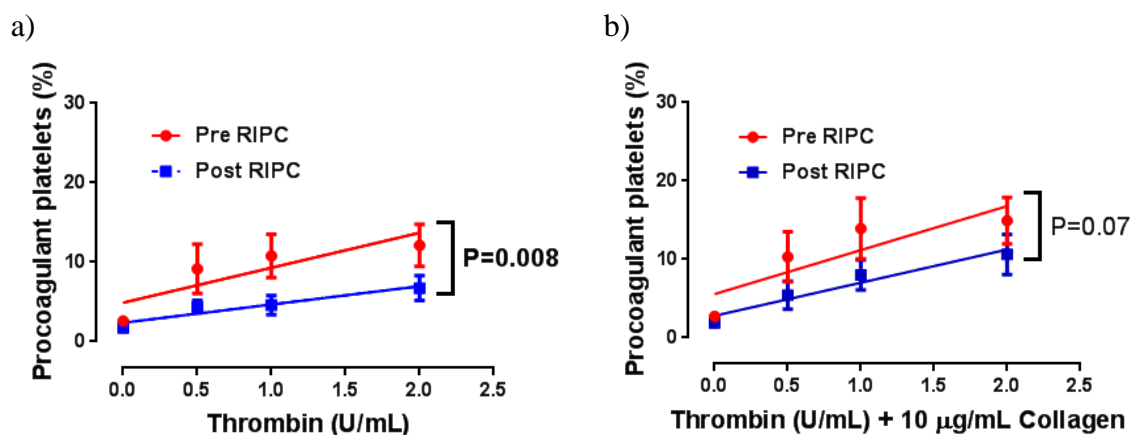 a)
Procoagulant platelets (%)
30
20
10
0
Pre RIPC
Post RIPC
P=0.008
0.0 0.5 1.0 1.5 2.0 2.5
Thrombin (U/mL)
b)
Procoagulant platelets (%)
30
20
10
0
Pre RIPC
Post RIPC
P=0.07
0.0 0.5 1.0 1.5 2.0 2.5
Thrombin (U/mL) + 10 μg/mL Collagen